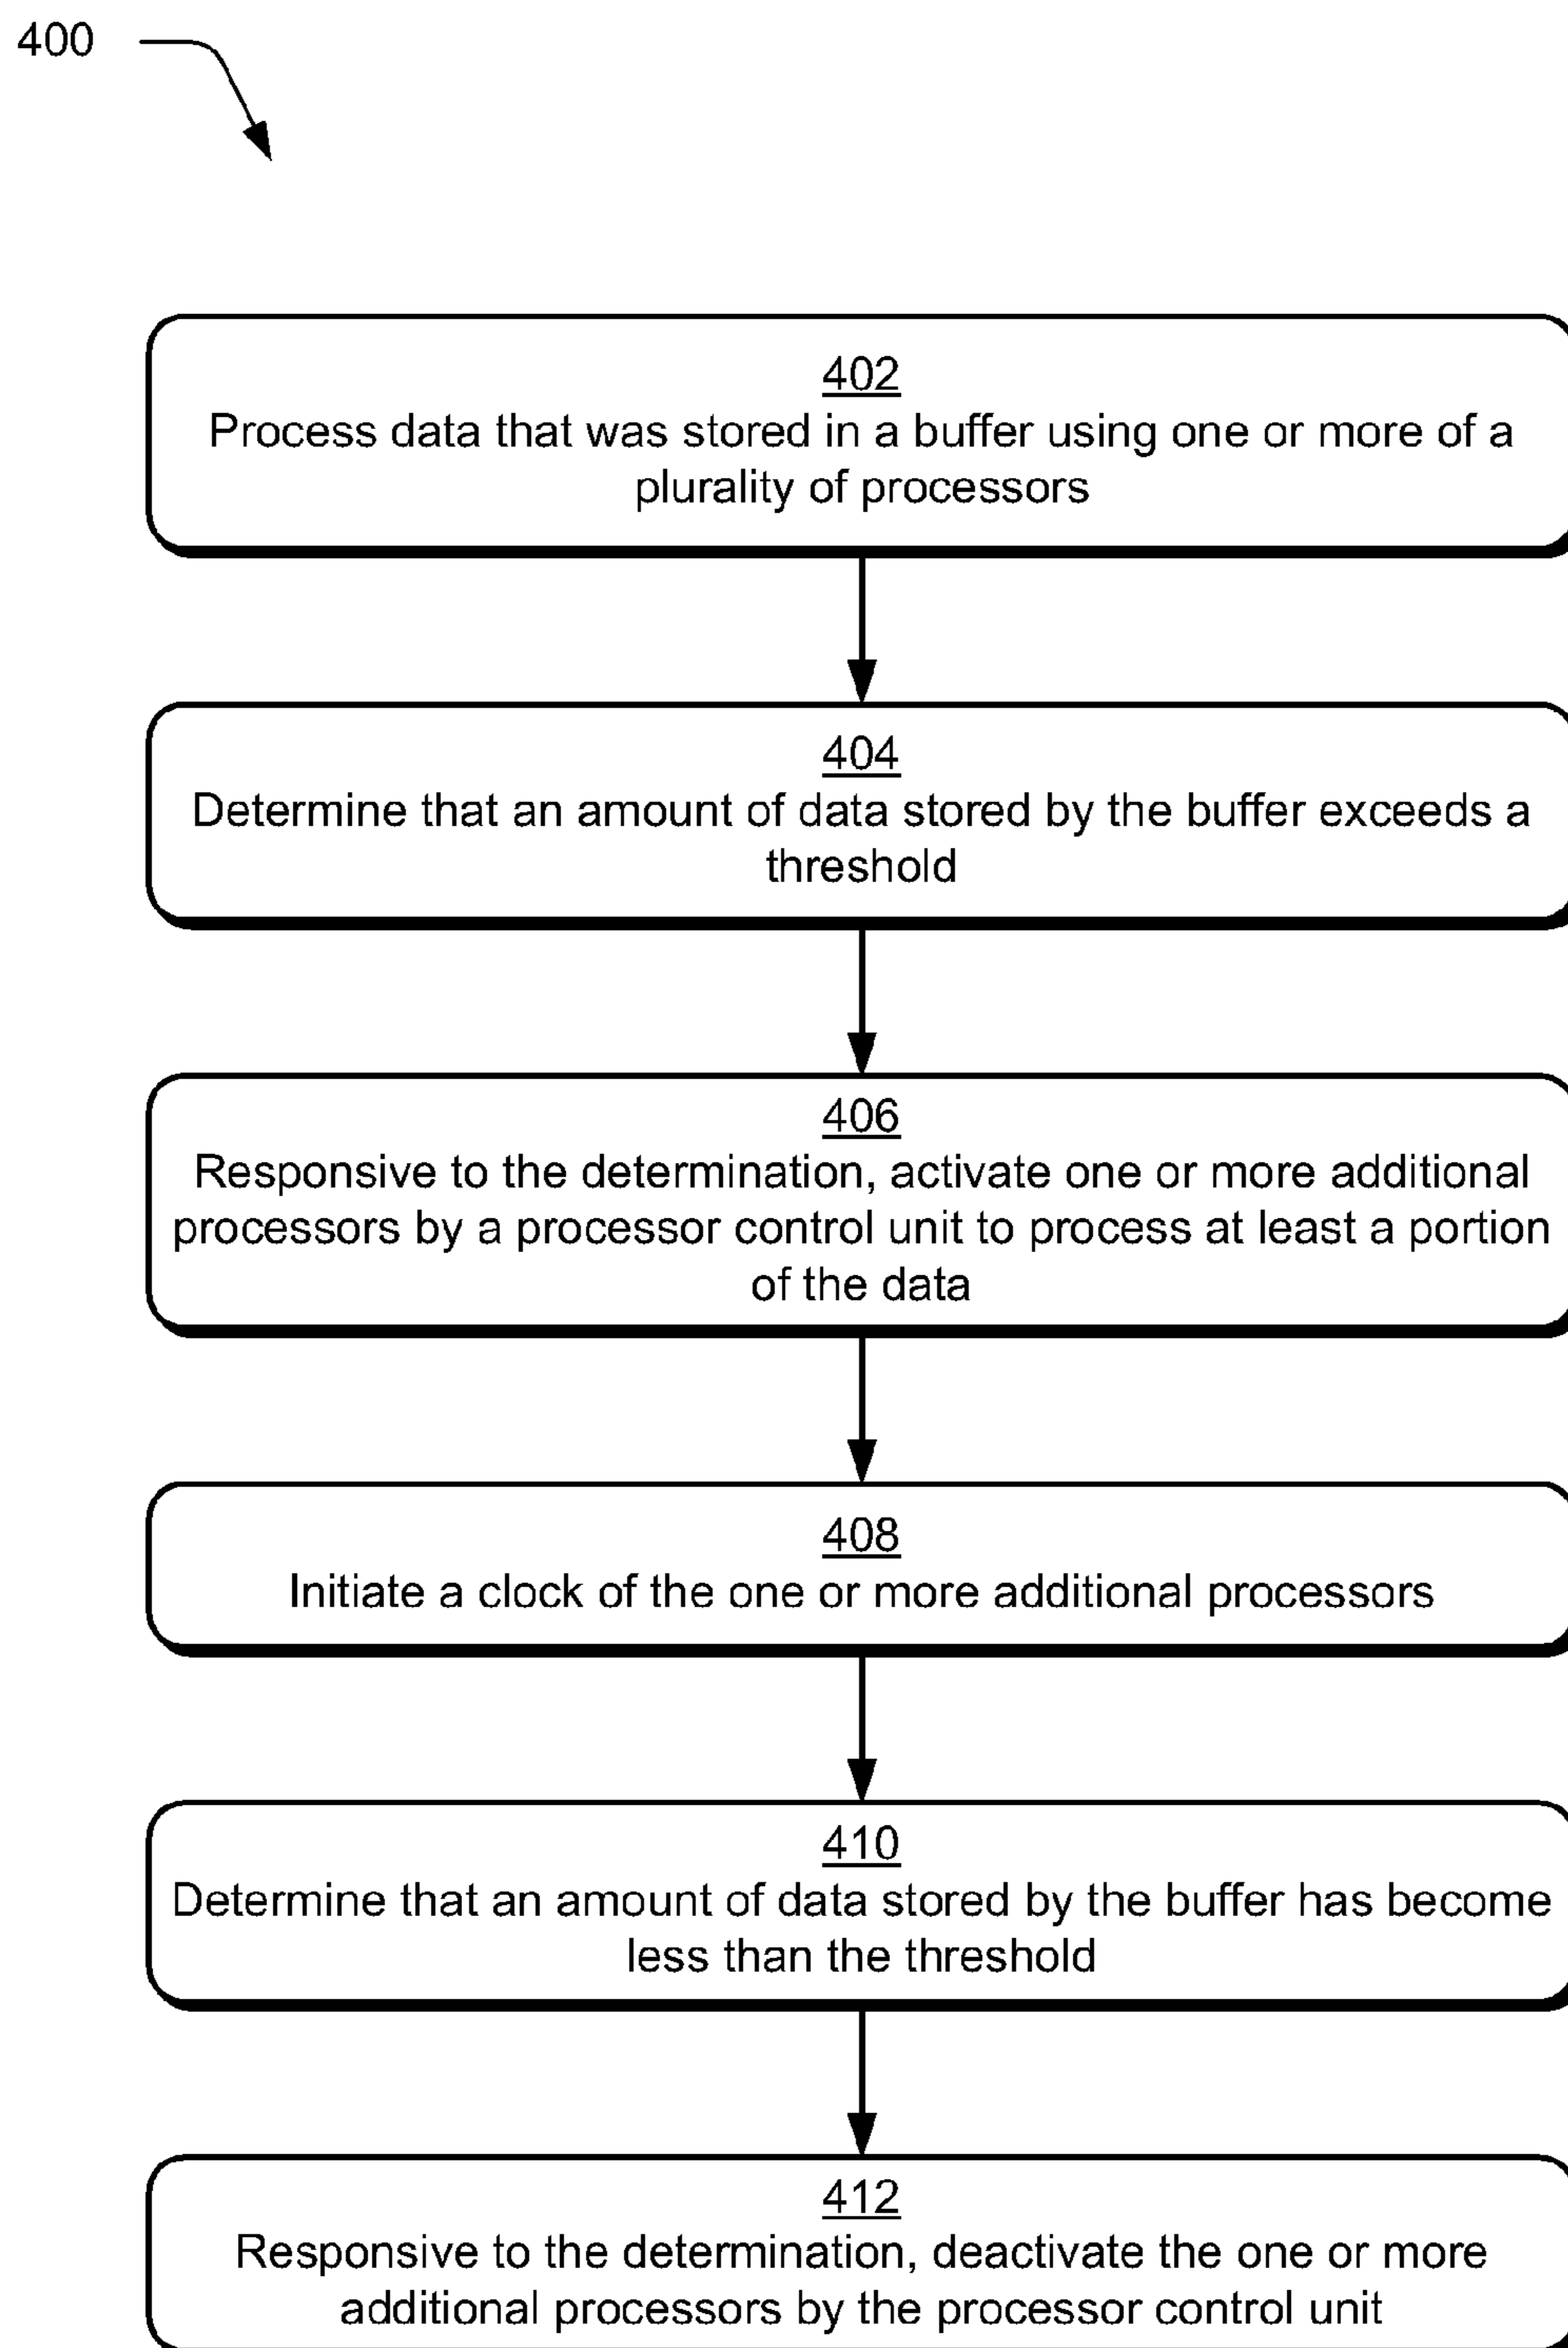 400
402
Process data that was stored in a buffer using one or more of a
plurality of processors
404
Determine that an amount of data stored by the buffer exceeds a
threshold
406
Responsive to the determination, activate one or more additional
processors by a processor control unit to process at least a portion
of the data
408
Initiate a clock of the one or more additional processors
410
Determine that an amount of data stored by the buffer has become
less than the threshold
412
Responsive to the determination, deactivate the one or more
additional processors by the processor control unit